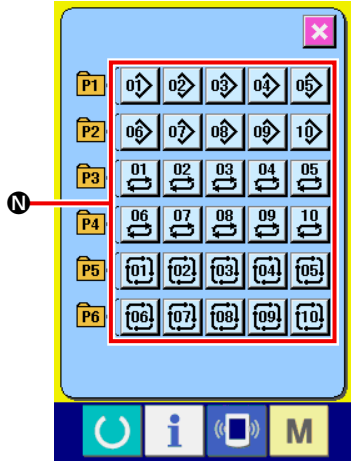 P1 01 02 03 04 05
P2 06 07 08 09 10
P3 01 02 03 04 05
N
P4 06 07 08 09 10
P5 01 02 03 04 05
P6 06 07 08 09 10
i M